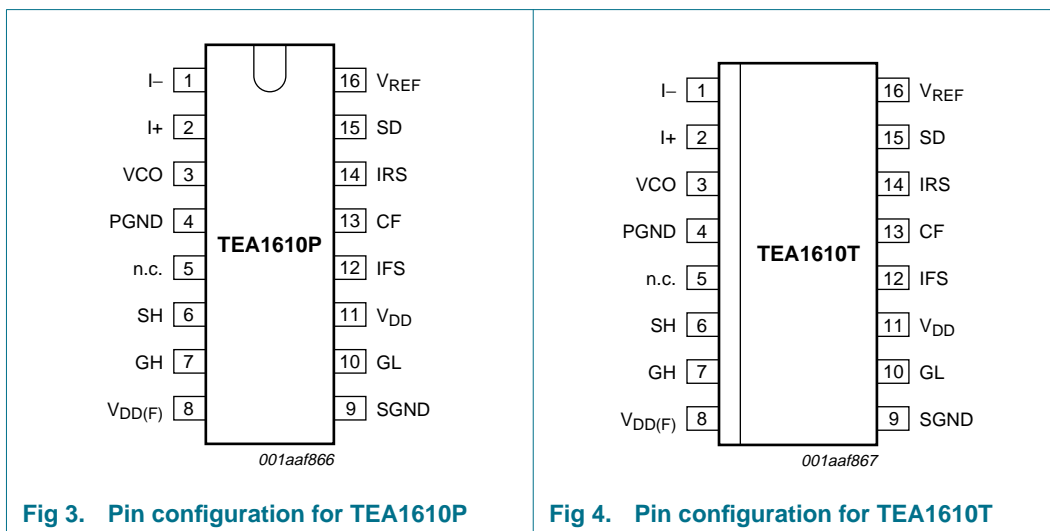 I− 1 16 VREF
I+ 2 15 SD
VCO 3 14 IRS
PGND 4 13 CF
TEA1610P
n.c. 5 12 IFS
SH 6 11 VDD
GH 7 10 GL
VDD(F) 8 9 SGND
001aaf866
Fig 3. Pin configuration for TEA1610P
I− 1 16 VREF
I+ 2 15 SD
VCO 3 14 IRS
PGND 4 13 CF
TEA1610T
n.c. 5 12 IFS
SH 6 11 VDD
GH 7 10 GL
VDD(F) 8 9 SGND
001aaf867
Fig 4. Pin configuration for TEA1610T